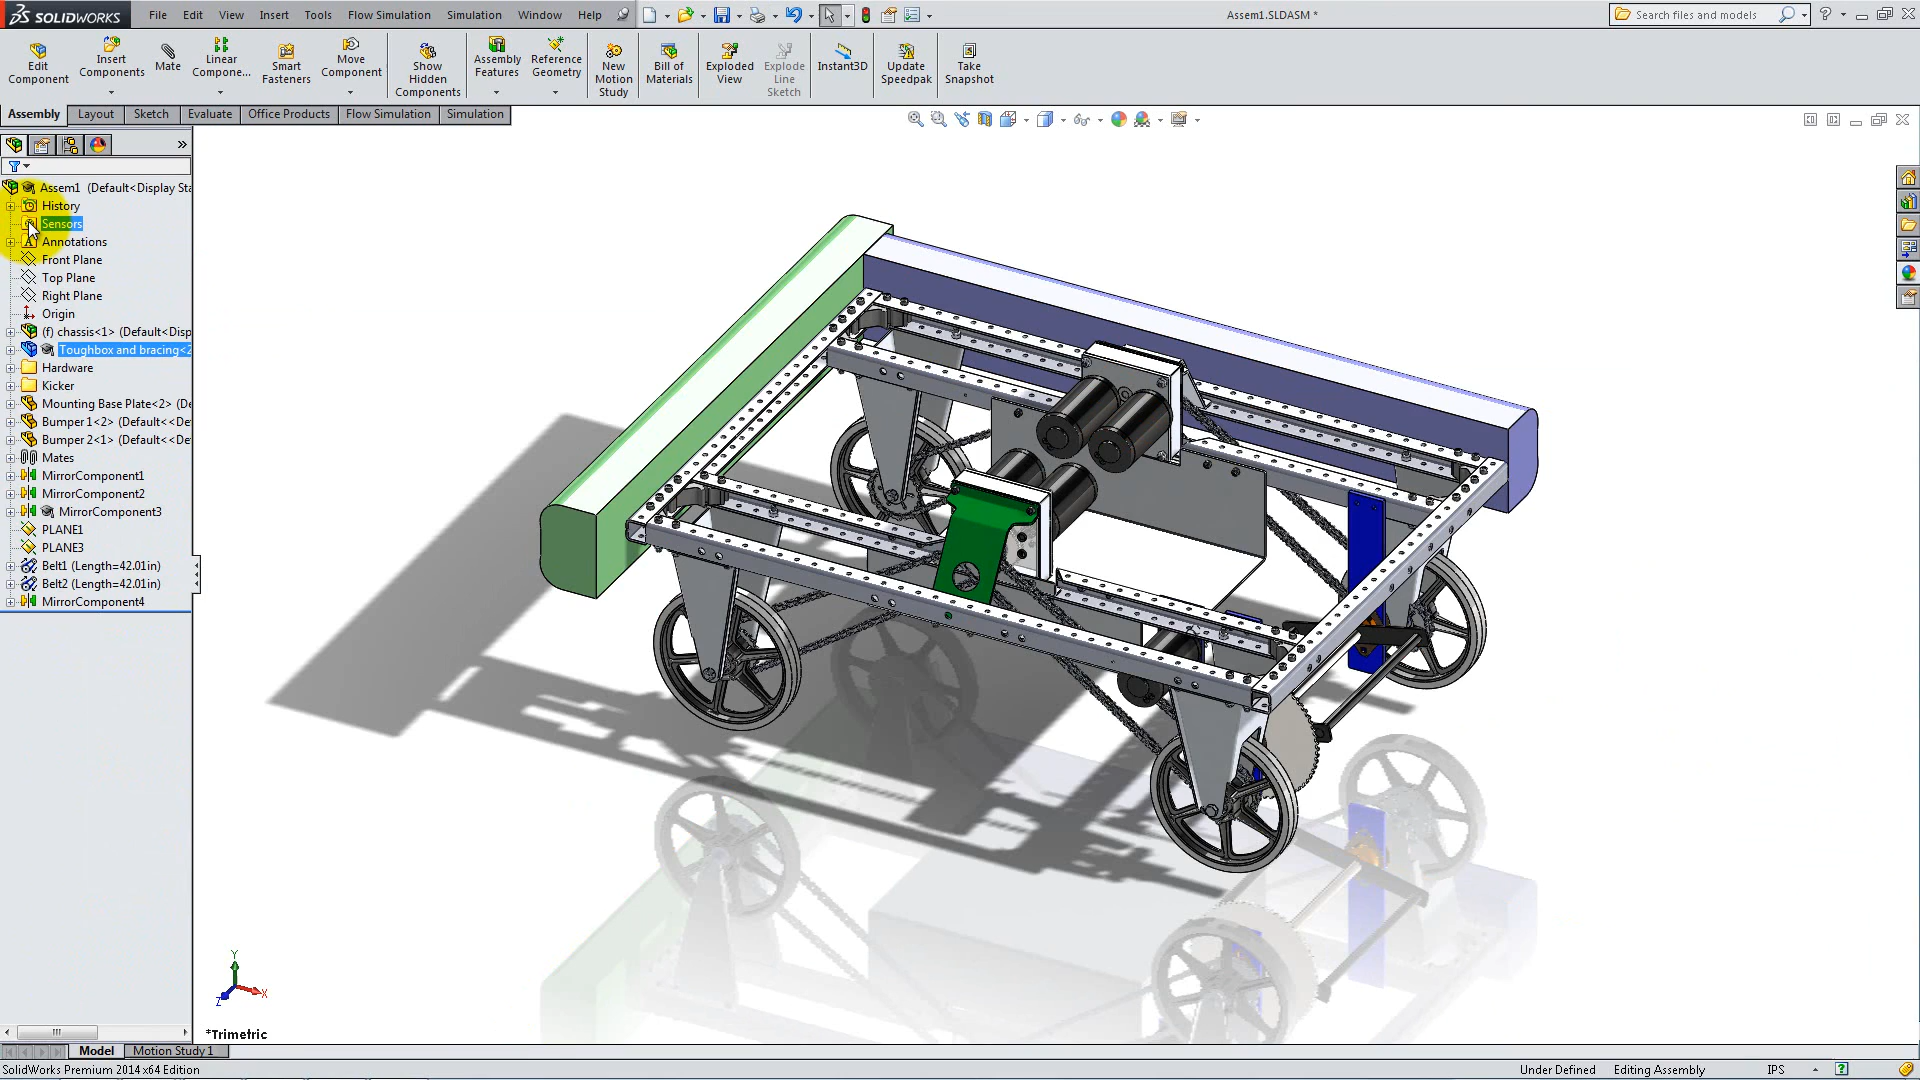 SOLIDWORKS File Edit View Insert Tools Flow Simulation Simulation Window Help Assem1.SLDASM * Search files and models
Edit Component
Insert Components
Mate
Linear Compone...
Smart Fasteners
Move Component
Show Hidden Components
Assembly Features
Reference Geometry
New Motion Study
Bill of Materials
Exploded View
Explode Line Sketch
Instant3D
Update Speedpak
Take Snapshot
Assembly Layout Sketch Evaluate Office Products Flow Simulation Simulation
Assem1 (Default<Display Sta
History
Sensors
Annotations
Front Plane
Top Plane
Right Plane
Origin
(f) chassis<1> (Default<Disp
Toughbox and bracing<2
Hardware
Kicker
Mounting Base Plate<2> (De
Bumper 1<2> (Default<<De
Bumper 2<1> (Default<<De
Mates
MirrorComponent1
MirrorComponent2
MirrorComponent3
PLANE1
PLANE3
Belt1 (Length=42.01in)
Belt2 (Length=42.01in)
MirrorComponent4
Y
X
Z
*Trimetric
Model Motion Study 1
SolidWorks Premium 2014 x64 Edition Under Defined Editing Assembly IPS